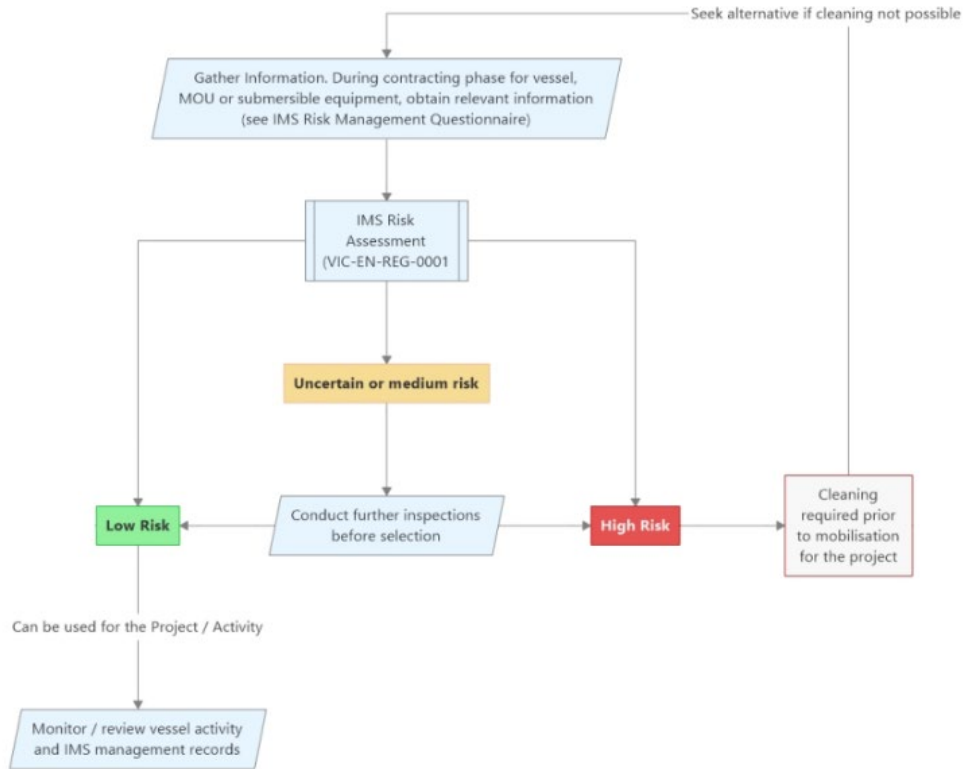 Seek alternative if cleaning not possible
Gather Information. During contracting phase for vessel,
MOU or submersible equipment, obtain relevant information
(see IMS Risk Management Questionnaire)
IMS Risk
Assessment
(VIC-EN-REG-0001
Uncertain or medium risk
Low Risk
Conduct further inspections
before selection
High Risk
Cleaning
required prior
to mobilisation
for the project
Can be used for the Project / Activity
Monitor / review vessel activity
and IMS management records